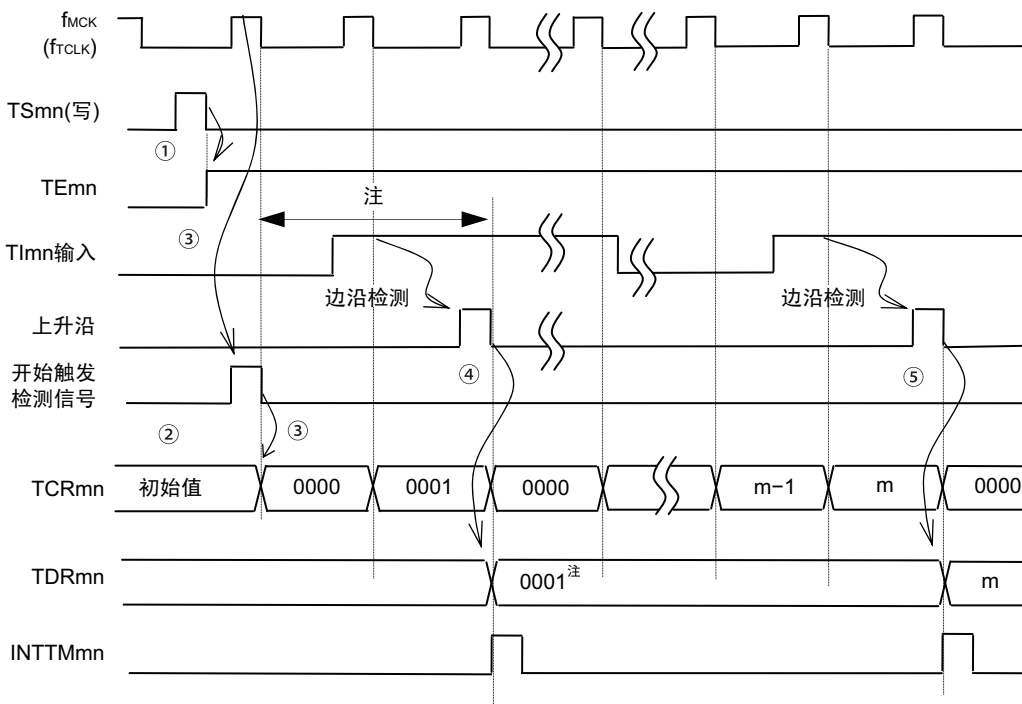 fMCK
(fTCLK)
TSmn(写)
①
TEmn
注
③
TImn输入
边沿检测
边沿检测
上升沿
④
⑤
开始触发
检测信号
②
③
TCRmn
初始值
0000
0001
0000
m−1
m
0000
TDRmn
0001注
m
INTTMmn